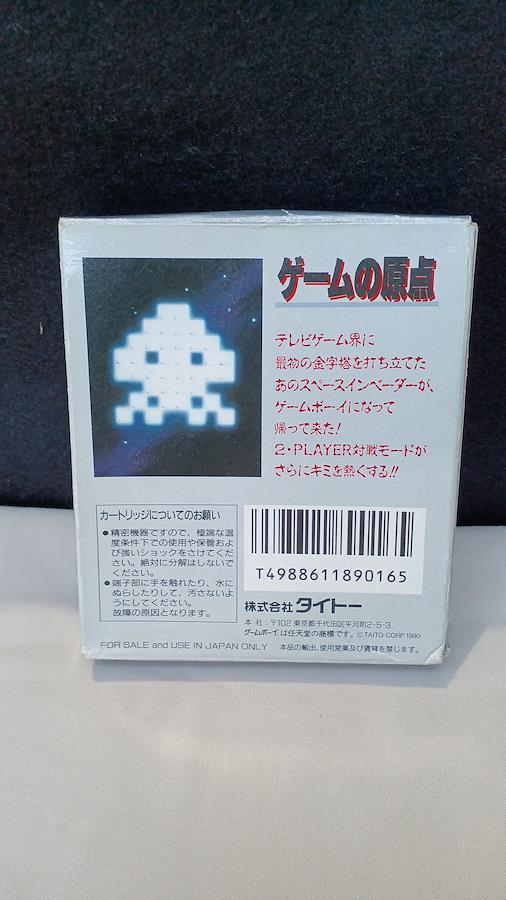 ゲームの原点
テレビゲーム界に
最初の金字塔を打ち立てた
あのスペースインベーダーが、
ゲームボーイになって
帰って来た!
2・PLAYER対戦モードが
さらにキミを熱くする!!
カートリッジについてのお願い
●精密機器ですので、極端な温
度条件下での使用や保管およ
び強いショックをさけてくだ
さい。絶対に分解はしないで
ください。
●端子部に手を触れたり、水に
ぬらしたりして、汚さないよ
うにしてください。
故障の原因となります。
T4988611890165
株式会社 タイトー
本 社:〒102 東京都千代田区平河町2-5-3
ゲームボーイは任天堂の商標です。© TAITO CORP. 1990
FOR SALE and USE IN JAPAN ONLY 本品の輸出、使用営業及び賃貸を禁じます。